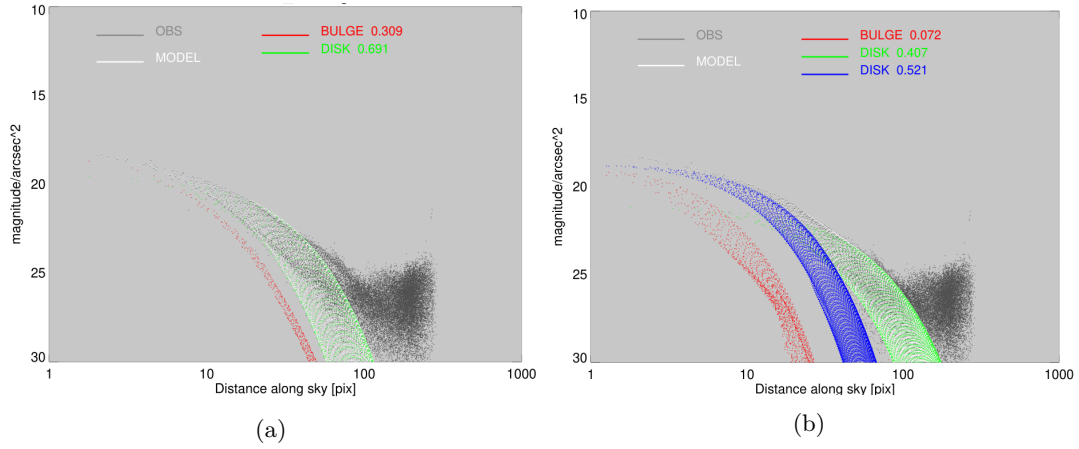 10
15
20
25
30
magnitude/arcsec^2
OBS
MODEL
BULGE 0.309
DISK 0.691
1 10 100 1000
Distance along sky [pix]
(a)
10
15
20
25
30
magnitude/arcsec^2
OBS
MODEL
BULGE 0.072
DISK 0.407
DISK 0.521
1 10 100 1000
Distance along sky [pix]
(b)